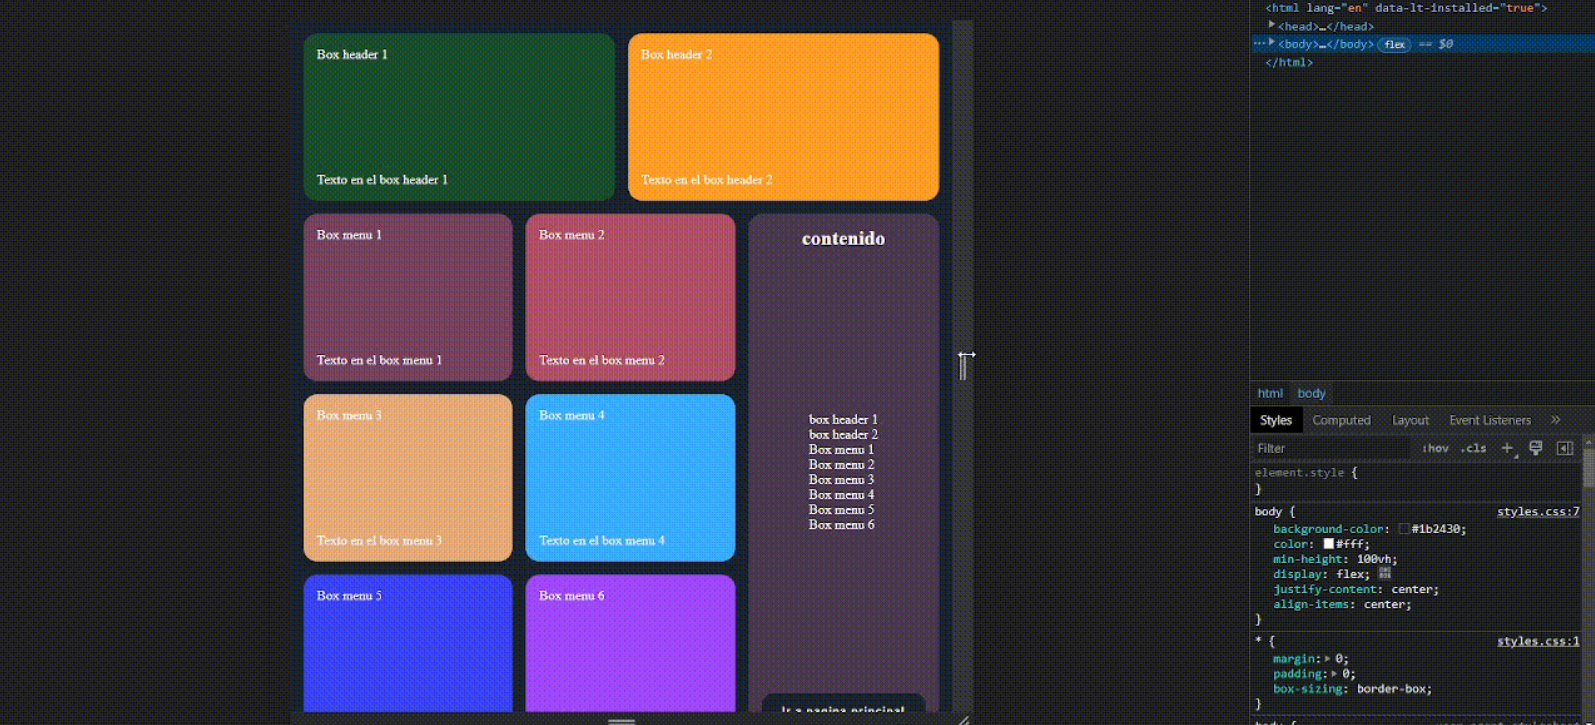 Box header 1
Texto en el box header 1
Box header 2
Texto en el box header 2
Box menu 1
Texto en el box menu 1
Box menu 2
Texto en el box menu 2
contenido
box header 1
box header 2
Box menu 1
Box menu 2
Box menu 3
Box menu 4
Box menu 5
Box menu 6
Box menu 3
Texto en el box menu 3
Box menu 4
Texto en el box menu 4
Box menu 5
Box menu 6
Ir a pagina principal
<html lang="en" data-lt-installed="true">
<head>…</head>
<body>…</body> flex == $0
</html>
html body
Styles Computed Layout Event Listeners »
Filter :hov .cls +
element.style {
}
body { styles.css:7
background-color: #1b2430;
color: #fff;
min-height: 100vh;
display: flex;
justify-content: center;
align-items: center;
}
* { styles.css:1
margin: 0;
padding: 0;
box-sizing: border-box;
}